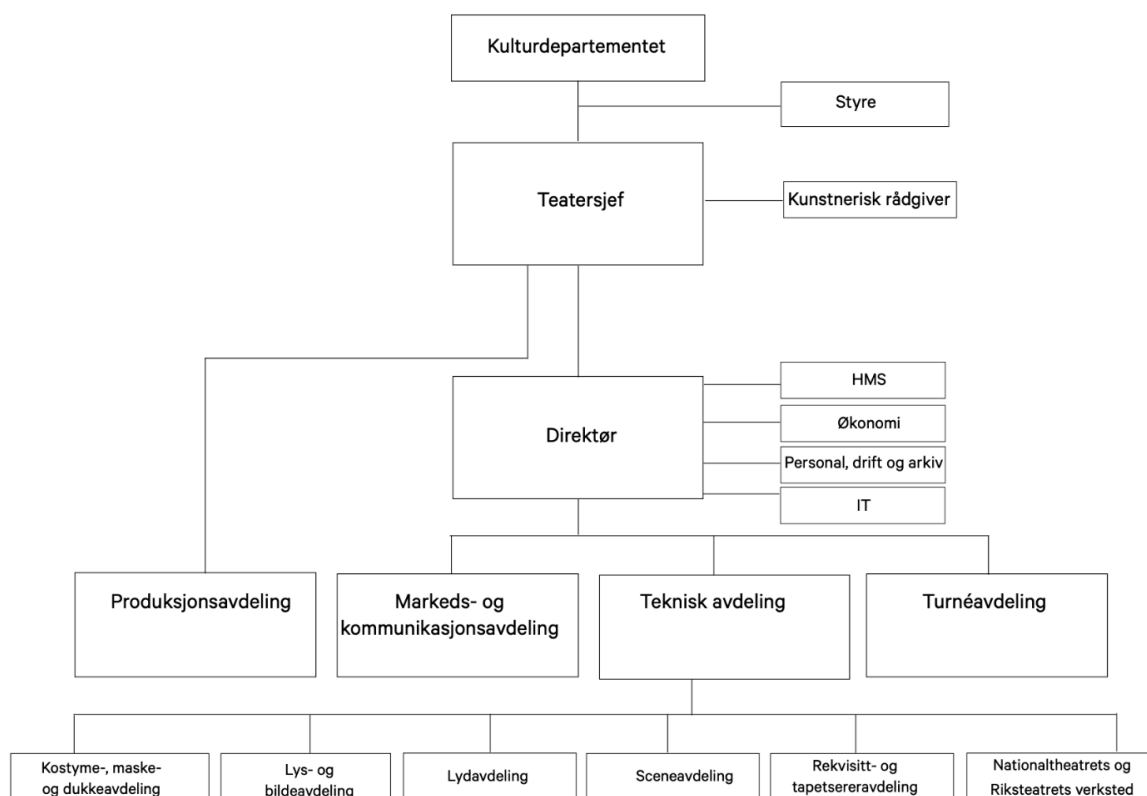 Kulturdepartementet
Styre
Teatersjef
Kunstnerisk rådgiver
HMS
Økonomi
Direktør
Personal, drift og arkiv
IT
Produksjonsavdeling
Markeds- og
kommunikasjonsavdeling
Teknisk avdeling
Turnéavdeling
Kostyme-, maske-
og dukkeavdeling
Lys- og
bildeavdeling
Lydavdeling
Sceneavdeling
Rekvisitt- og
tapetsereravdeling
Nationaltheatrets og
Riksteatrets verksted